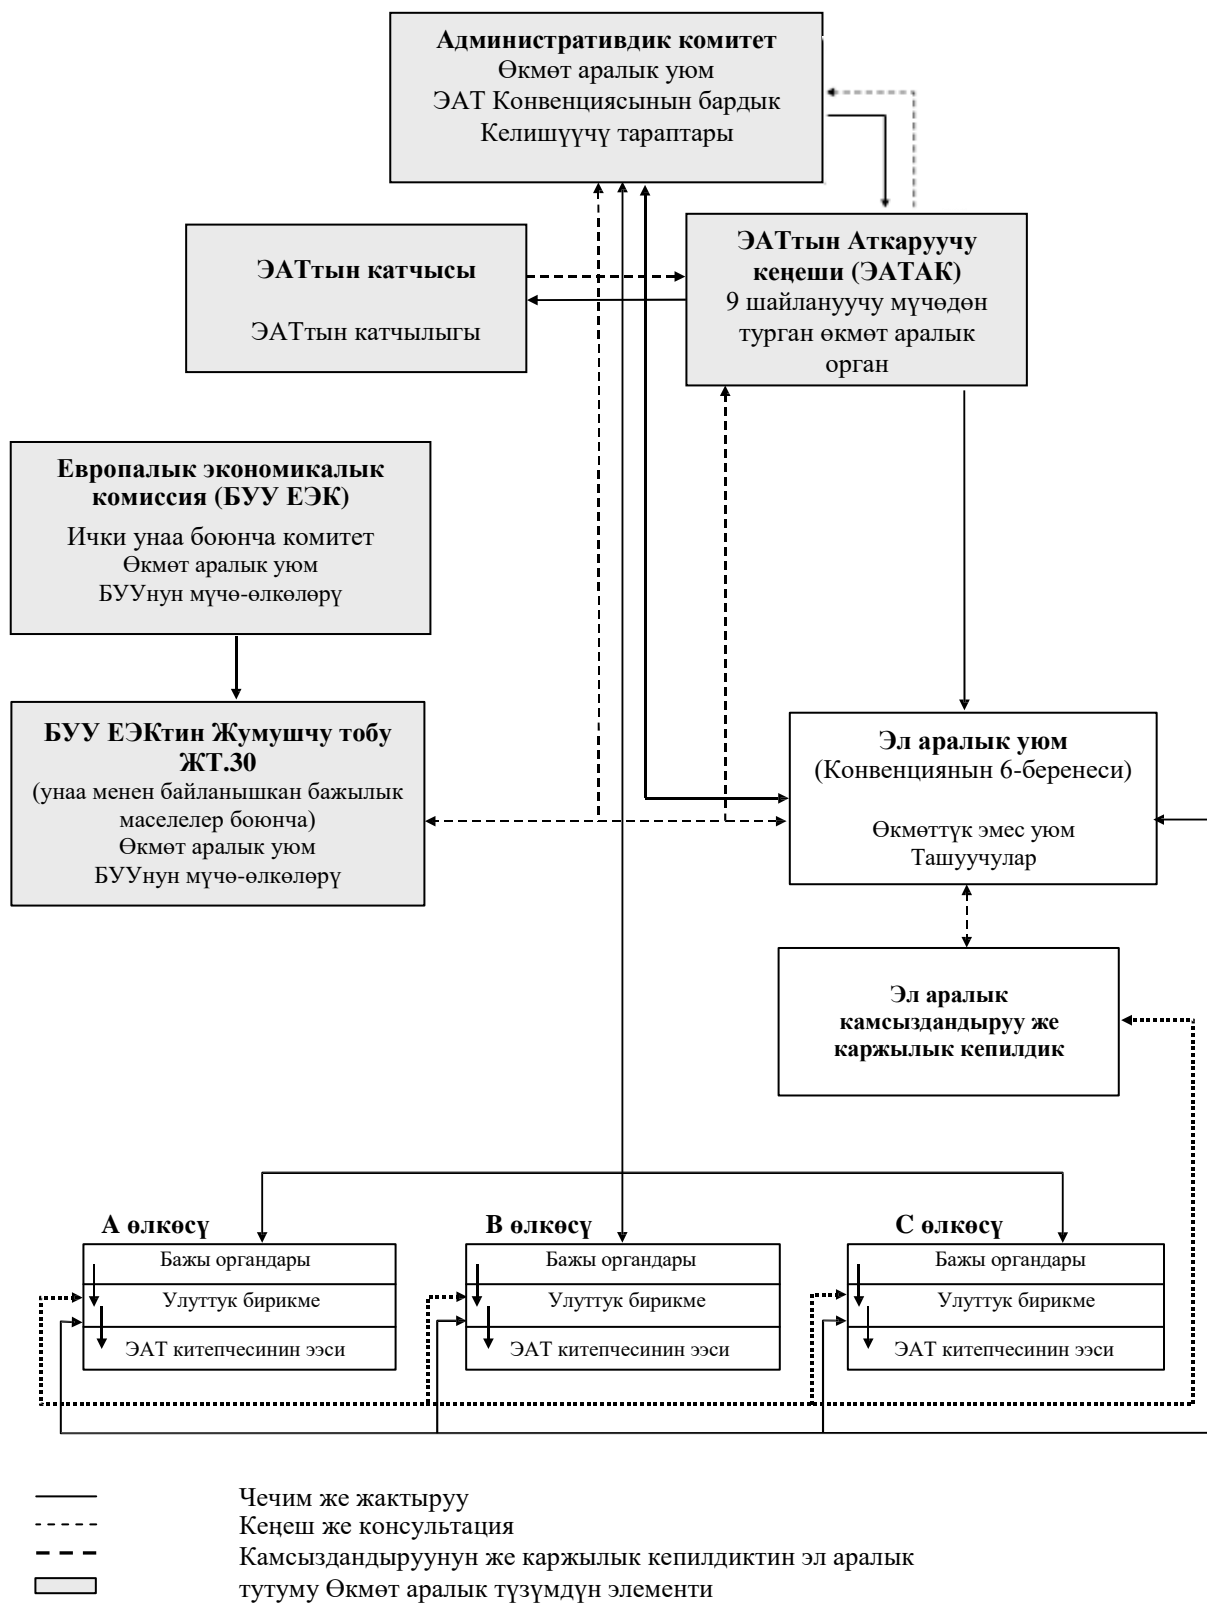 Административдик комитет
Өкмөт аралык уюм
ЭАТ Конвенциясынын бардык
Келишүүчү тараптары
ЭАТтын катчысы
ЭАТтын катчылыгы
ЭАТтын Аткаруучу
кеңеши (ЭАТАК)
9 шайлануучу мүчөдөн
турган өкмөт аралык
орган
Европалык экономикалык
комиссия (БУУ ЕЭК)
Ички унаа боюнча комитет
Өкмөт аралык уюм
БУУнун мүчө-өлкөлөрү
БУУ ЕЭКтин Жумушчу тобу
ЖТ.30
(унаа менен байланышкан бажылык
маселелер боюнча)
Өкмөт аралык уюм
БУУнун мүчө-өлкөлөрү
Эл аралык уюм
(Конвенциянын 6-беренеси)
Өкмөттүк эмес уюм
Ташуучулар
Эл аралык
камсыздандыруу же
каржылык кепилдик
А өлкөсү
Бажы органдары
Улуттук бирикме
ЭАТ китепчесинин ээси
В өлкөсү
Бажы органдары
Улуттук бирикме
ЭАТ китепчесинин ээси
С өлкөсү
Бажы органдары
Улуттук бирикме
ЭАТ китепчесинин ээси
Чечим же жактыруу
Кеңеш же консультация
Камсыздандыруунун же каржылык кепилдиктин эл аралык
тутуму Өкмөт аралык түзүмдүн элементи